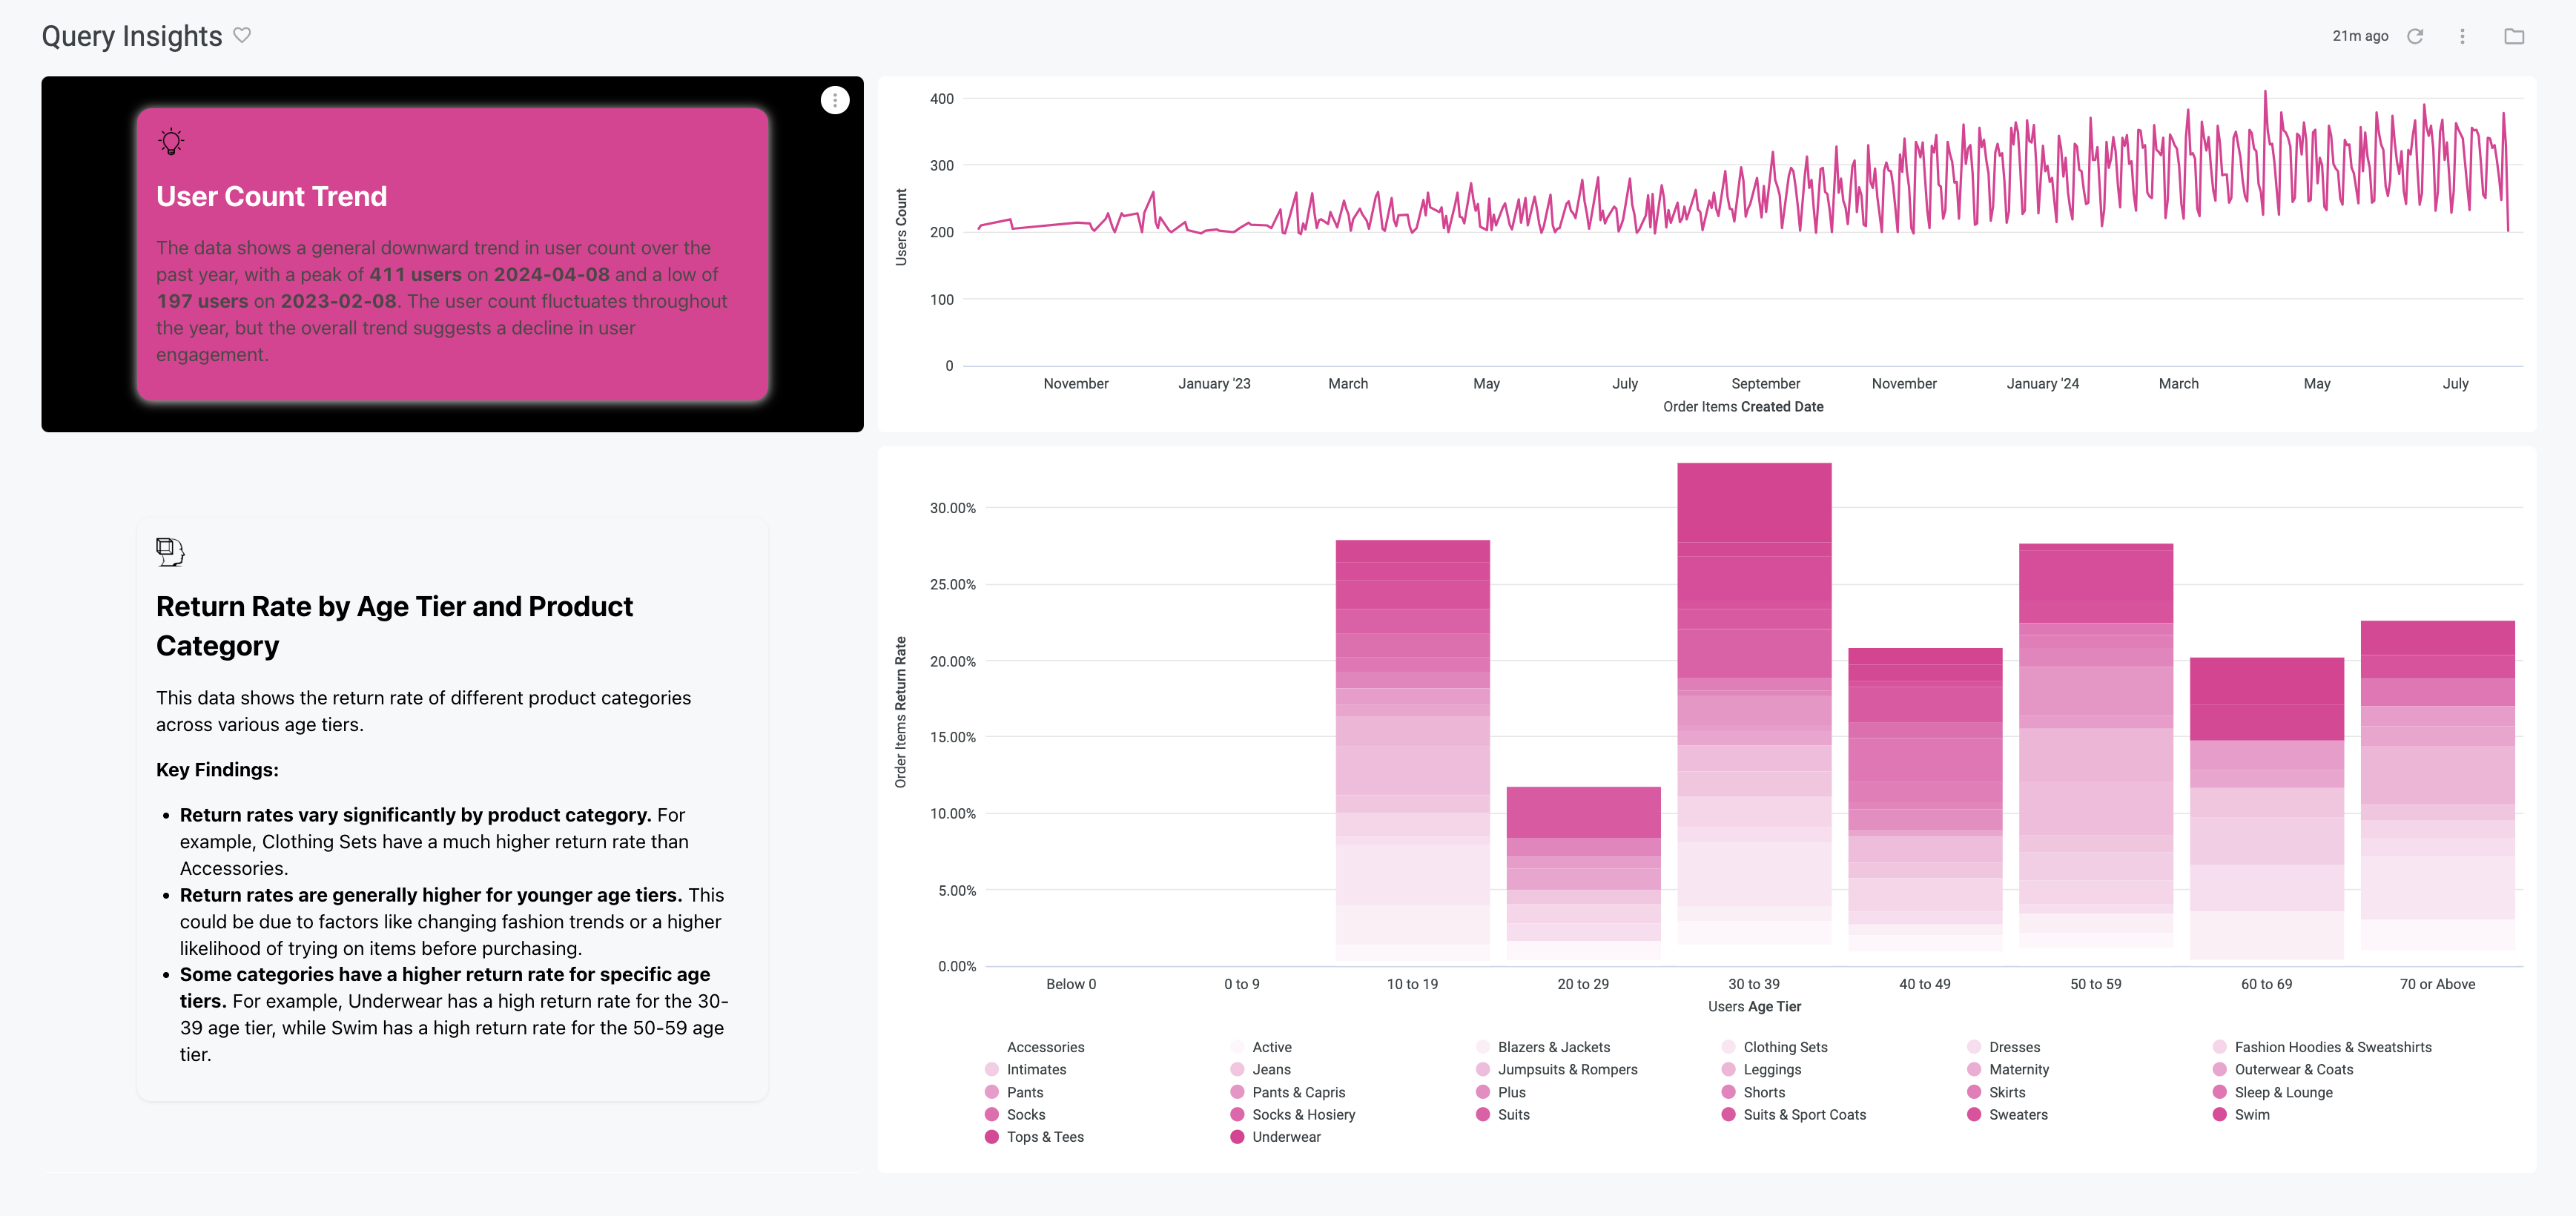 Query Insights
21m ago
User Count Trend
The data shows a general downward trend in user count over the
past year, with a peak of 411 users on 2024-04-08 and a low of
197 users on 2023-02-08. The user count fluctuates throughout
the year, but the overall trend suggests a decline in user
engagement.
400
300
200
100
0
Users Count
November
January '23
March
May
July
September
November
January '24
March
May
July
Order Items Created Date
Return Rate by Age Tier and Product
Category
This data shows the return rate of different product categories
across various age tiers.
Key Findings:
• Return rates vary significantly by product category. For
example, Clothing Sets have a much higher return rate than
Accessories.
• Return rates are generally higher for younger age tiers. This
could be due to factors like changing fashion trends or a higher
likelihood of trying on items before purchasing.
• Some categories have a higher return rate for specific age
tiers. For example, Underwear has a high return rate for the 30-
39 age tier, while Swim has a high return rate for the 50-59 age
tier.
30.00%
25.00%
20.00%
15.00%
10.00%
5.00%
0.00%
Order Items Return Rate
Below 0
0 to 9
10 to 19
20 to 29
30 to 39
40 to 49
50 to 59
60 to 69
70 or Above
Users Age Tier
Accessories
Active
Blazers & Jackets
Clothing Sets
Dresses
Fashion Hoodies & Sweatshirts
Intimates
Jeans
Jumpsuits & Rompers
Leggings
Maternity
Outerwear & Coats
Pants
Pants & Capris
Plus
Shorts
Skirts
Sleep & Lounge
Socks
Socks & Hosiery
Suits
Suits & Sport Coats
Sweaters
Swim
Tops & Tees
Underwear